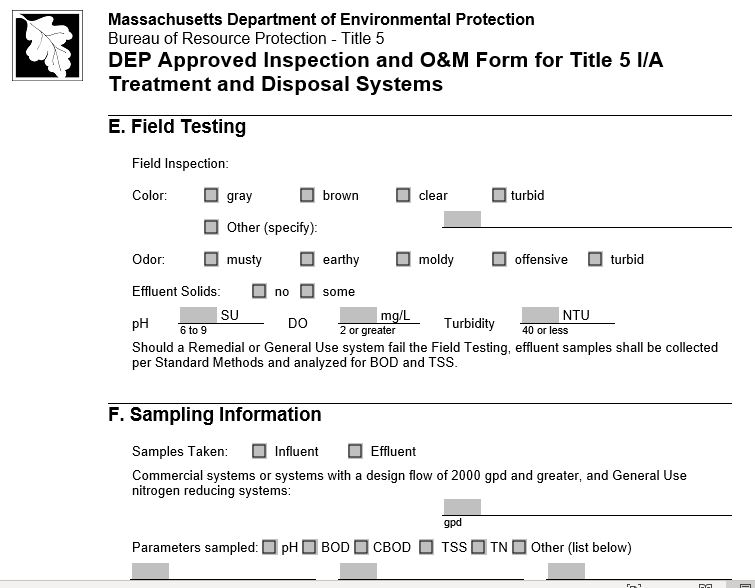 Massachusetts Department of Environmental Protection
Bureau of Resource Protection - Title 5
DEP Approved Inspection and O&M Form for Title 5 I/A
Treatment and Disposal Systems
E. Field Testing
Field Inspection:
Color: gray brown clear turbid
Other (specify):
Odor: musty earthy moldy offensive turbid
Effluent Solids: no some
pH SU DO mg/L Turbidity NTU
6 to 9 2 or greater 40 or less
Should a Remedial or General Use system fail the Field Testing, effluent samples shall be collected
per Standard Methods and analyzed for BOD and TSS.
F. Sampling Information
Samples Taken: Influent Effluent
Commercial systems or systems with a design flow of 2000 gpd and greater, and General Use
nitrogen reducing systems:
gpd
Parameters sampled: pH BOD CBOD TSS TN Other (list below)